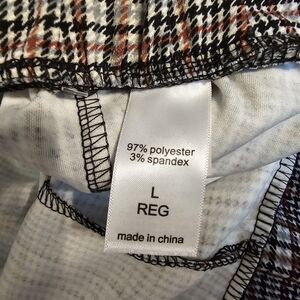 97% polyester
3% spandex
L
REG
made in china